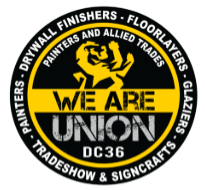 PAINTERS - DRYWALL FINISHERS - FLOORLAYERS - GLAZIERS -
PAINTERS AND ALLIED TRADES
WE ARE
UNION
DC36
TRADESHOW & SIGNCRAFTS -